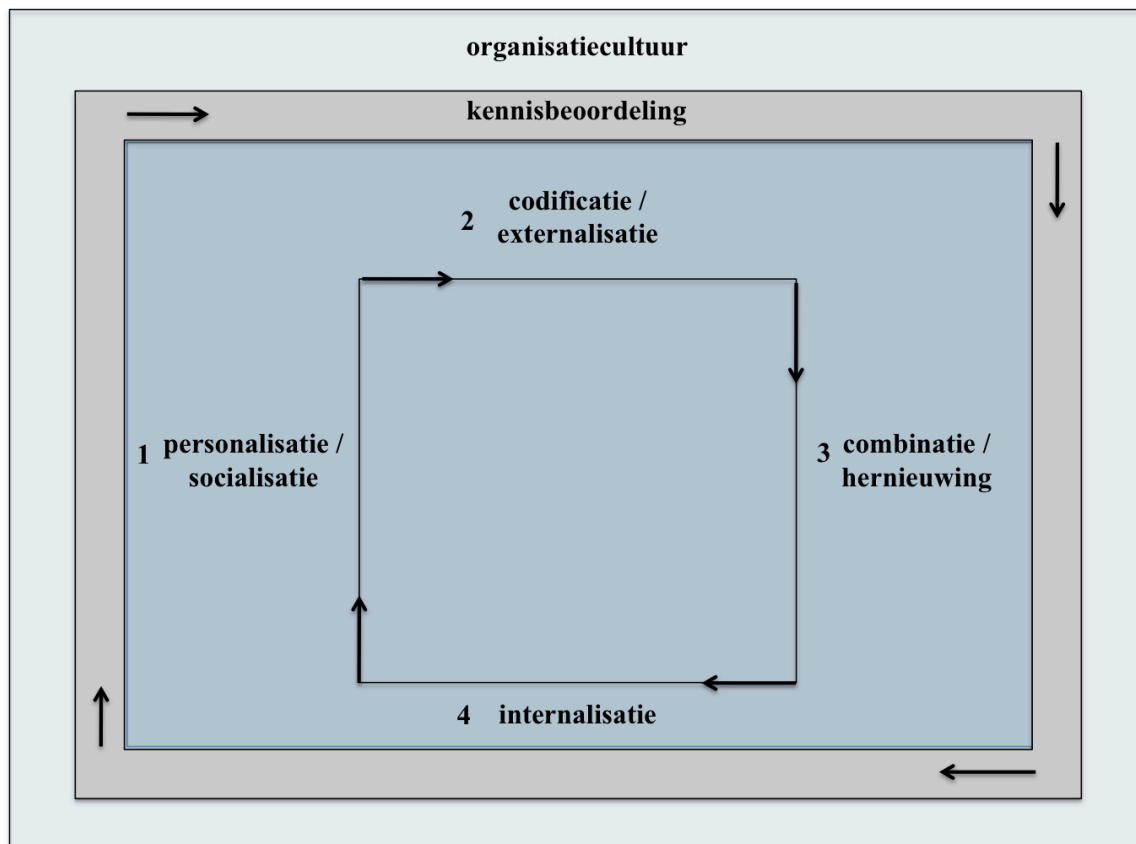 organisatiecultuur
kennisbeoordeling
2 codificatie /
externalisatie
1 personalisatie /
socialisatie
3 combinatie /
hernieuwing
4 internalisatie